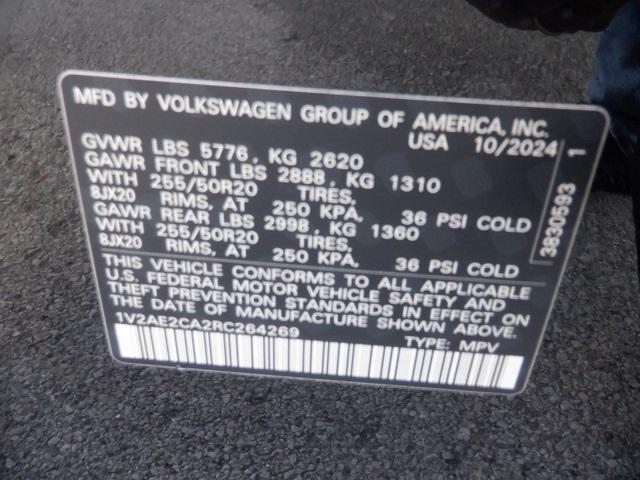 MFD BY VOLKSWAGEN GROUP OF AMERICA, INC.
USA 10/2024
GVWR LBS 5776, KG 2620
GAWR FRONT LBS 2888, KG 1310
WITH 255/50R20 TIRES,
8JX20 RIMS, AT 250 KPA, 36 PSI COLD
GAWR REAR LBS 2998, KG 1360
WITH 255/50R20 TIRES,
8JX20 RIMS, AT 250 KPA, 36 PSI COLD
THIS VEHICLE CONFORMS TO ALL APPLICABLE
U.S. FEDERAL MOTOR VEHICLE SAFETY AND
THEFT PREVENTION STANDARDS IN EFFECT ON
THE DATE OF MANUFACTURE SHOWN ABOVE.
1V2AE2CA2RC264269 TYPE: MPV
3830593 1